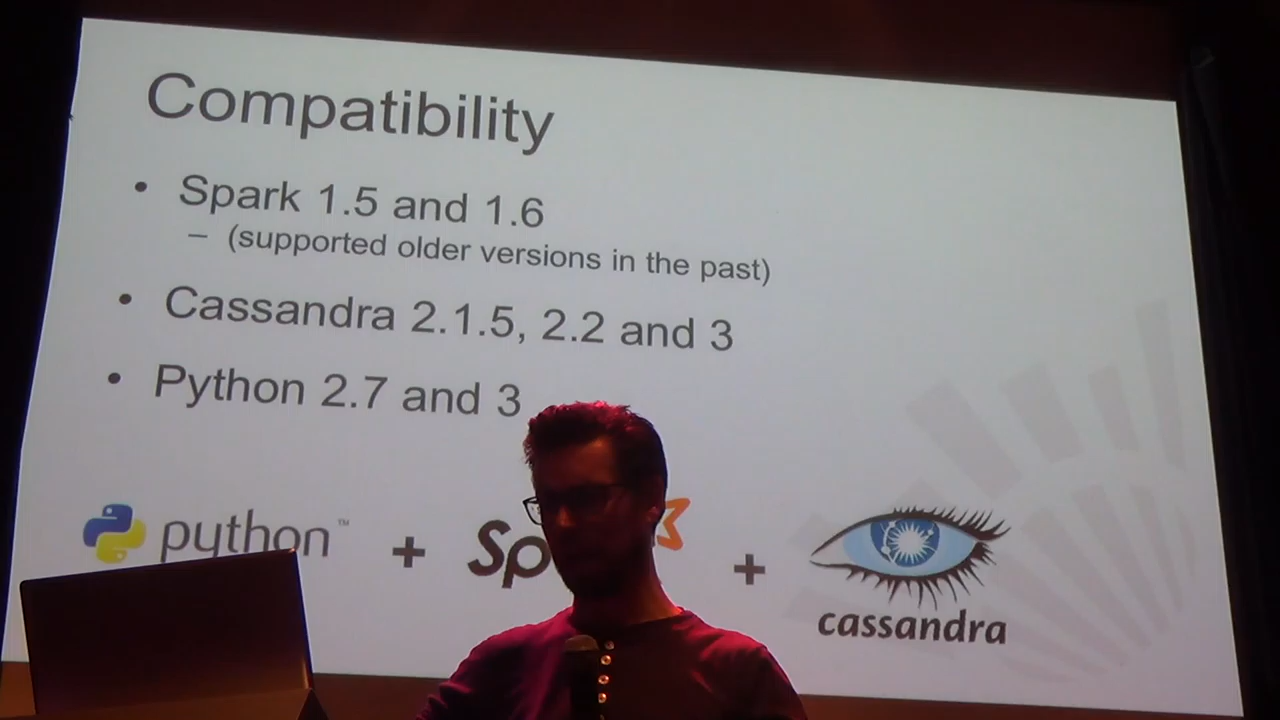 Compatibility
• Spark 1.5 and 1.6
– (supported older versions in the past)
• Cassandra 2.1.5, 2.2 and 3
• Python 2.7 and 3
python™ + Sp + cassandra